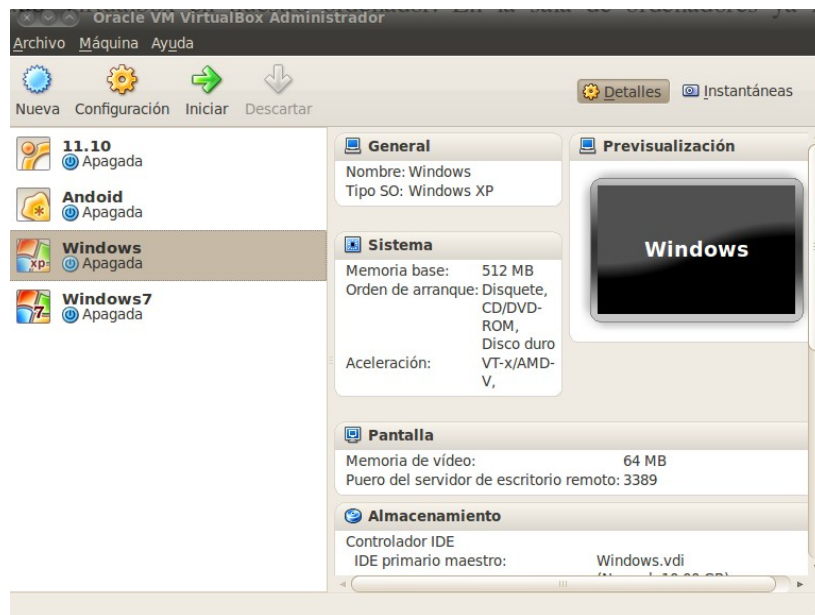 Oracle VM VirtualBox Administrador
Archivo Máquina Ayuda
Nueva Configuración Iniciar Descartar
Detalles Instantáneas
11.10
Apagada
Andoid
Apagada
Windows
Apagada
Windows7
Apagada
General
Nombre: Windows
Tipo SO: Windows XP
Previsualización
Windows
Sistema
Memoria base: 512 MB
Orden de arranque: Disquete,
CD/DVD-
ROM,
Disco duro
Aceleración: VT-x/AMD-
V,
Pantalla
Memoria de vídeo: 64 MB
Puero del servidor de escritorio remoto: 3389
Almacenamiento
Controlador IDE
IDE primario maestro: Windows.vdi